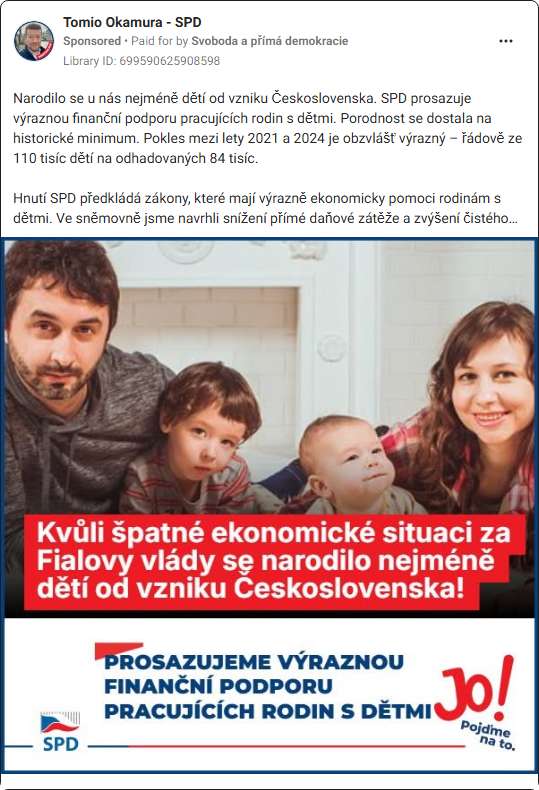 Tomio Okamura - SPD
Sponsored • Paid for by Svoboda a přímá demokracie
Library ID: 699590625908598
Narodilo se u nás nejméně dětí od vzniku Československa. SPD prosazuje
výraznou finanční podporu pracujících rodin s dětmi. Porodnost se dostala na
historické minimum. Pokles mezi lety 2021 a 2024 je obzvlášť výrazný – řádově ze
110 tisíc dětí na odhadovaných 84 tisíc.
Hnutí SPD předkládá zákony, které mají výrazně ekonomicky pomoci rodinám s
dětmi. Ve sněmovně jsme navrhli snížení přímé daňové zátěže a zvýšení čistého…
Kvůli špatné ekonomické situaci za
Fialovy vlády se narodilo nejméně
dětí od vzniku Československa!
PROSAZUJEME VÝRAZNOU
FINANČNÍ PODPORU
PRACUJÍCÍCH RODIN S DĚTMI
Jo!
Pojďme
na to.
SPD